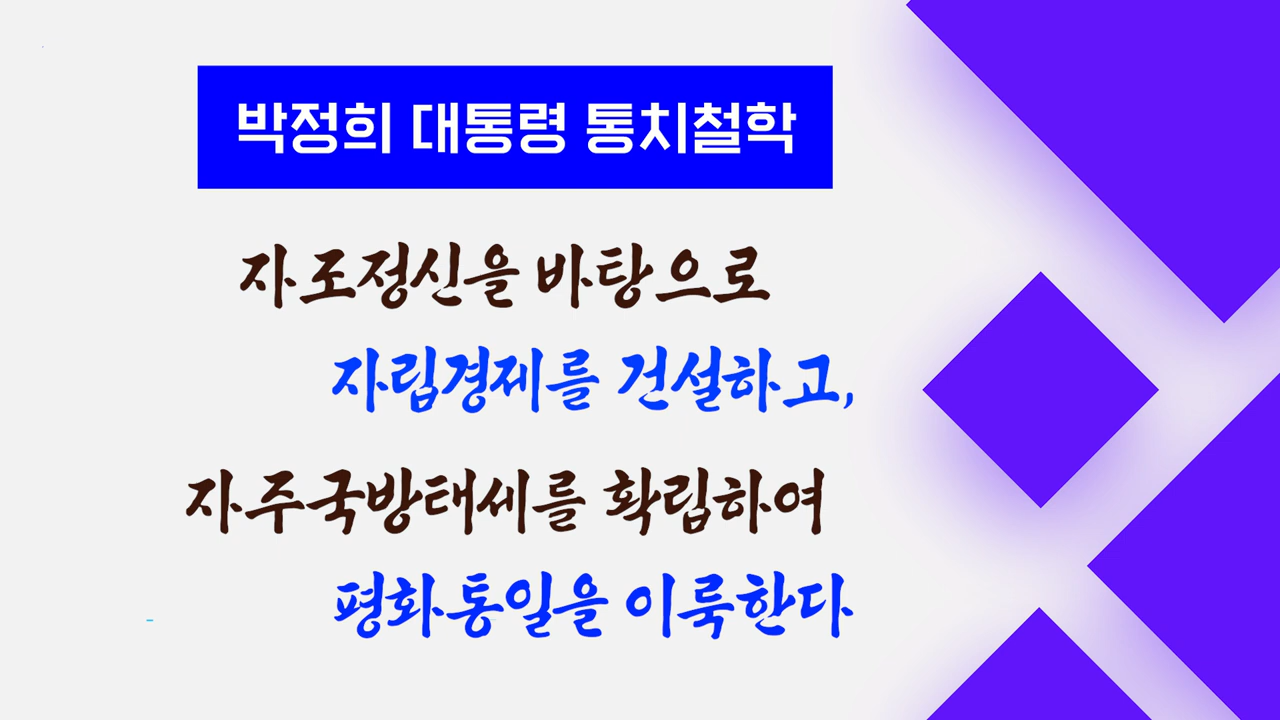 박정희 대통령 통치철학
자조정신을 바탕으로
자립경제를 건설하고,
자주국방태세를 확립하여
평화통일을 이룩한다